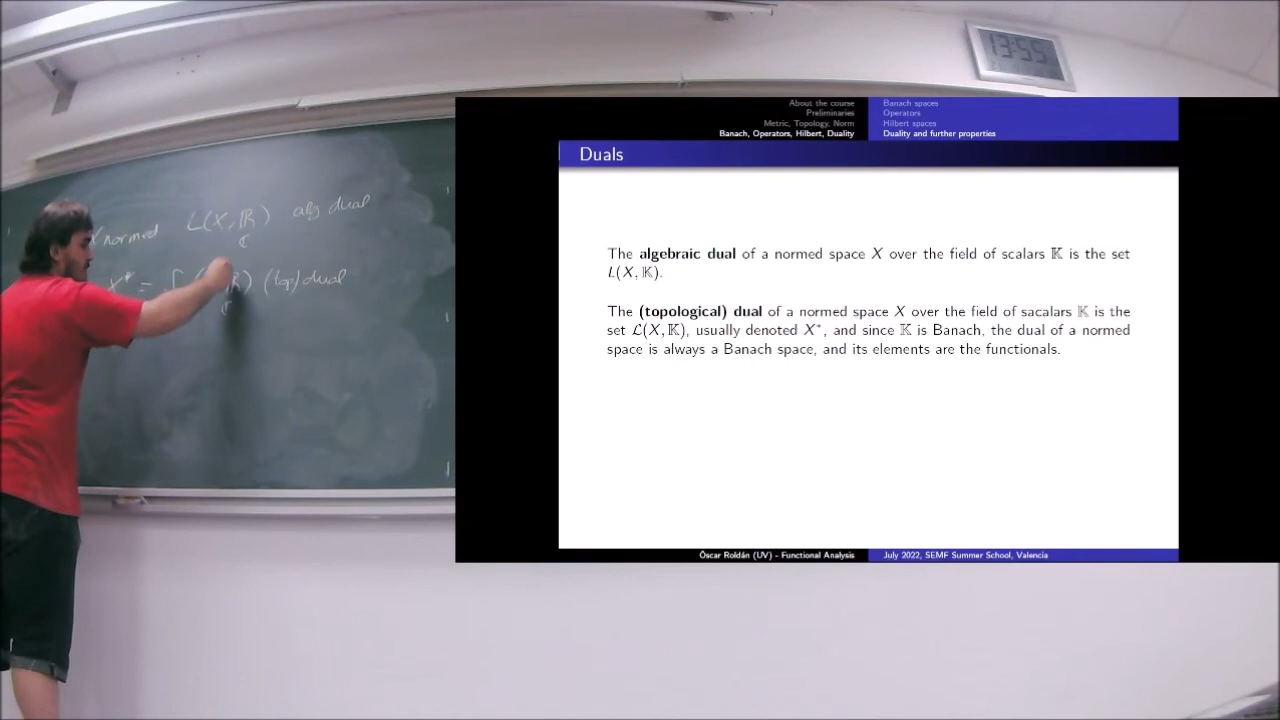 13:55
X normed L(X, ℝ) alg dual
ℂ
X* = ℒ ( ℝ) (top) dual
ℂ
About the course
Preliminaries
Metric, Topology, Norm
Banach, Operators, Hilbert, Duality
Banach spaces
Operators
Hilbert spaces
Duality and further properties
Duals
The algebraic dual of a normed space X over the field of scalars 𝕂 is the set
L(X, 𝕂).
The (topological) dual of a normed space X over the field of sacalars 𝕂 is the
set ℒ(X, 𝕂), usually denoted X*, and since 𝕂 is Banach, the dual of a normed
space is always a Banach space, and its elements are the functionals.
Óscar Roldán (UV) - Functional Analysis
July 2022, SEMF Summer School, Valencia